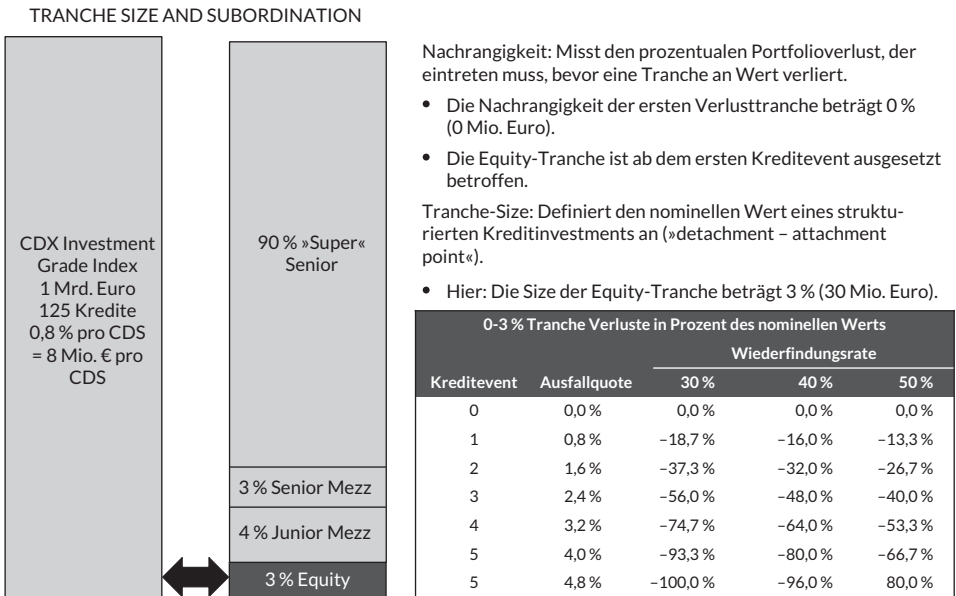 TRANCHE SIZE AND SUBORDINATION
CDX Investment
Grade Index
1 Mrd. Euro
125 Kredite
0,8 % pro CDS
= 8 Mio. € pro
CDS
90 % »Super«
Senior
3 % Senior Mezz
4 % Junior Mezz
3 % Equity
Nachrangigkeit: Misst den prozentualen Portfolioverlust, der
eintreten muss, bevor eine Tranche an Wert verliert.
• Die Nachrangigkeit der ersten Verlusttranche beträgt 0 %
(0 Mio. Euro).
• Die Equity-Tranche ist ab dem ersten Kreditevent ausgesetzt
betroffen.
Tranche-Size: Definiert den nominellen Wert eines struktu-
rierten Kreditinvestments an (»detachment – attachment
point«).
• Hier: Die Size der Equity-Tranche beträgt 3 % (30 Mio. Euro).
0-3 % Tranche Verluste in Prozent des nominellen Werts
Wiederfindungsrate
Kreditevent Ausfallquote 30 % 40 % 50 %
0 0,0 % 0,0 % 0,0 % 0,0 %
1 0,8 % –18,7 % –16,0 % –13,3 %
2 1,6 % –37,3 % –32,0 % –26,7 %
3 2,4 % –56,0 % –48,0 % –40,0 %
4 3,2 % –74,7 % –64,0 % –53,3 %
5 4,0 % –93,3 % –80,0 % –66,7 %
5 4,8 % –100,0 % –96,0 % 80,0 %